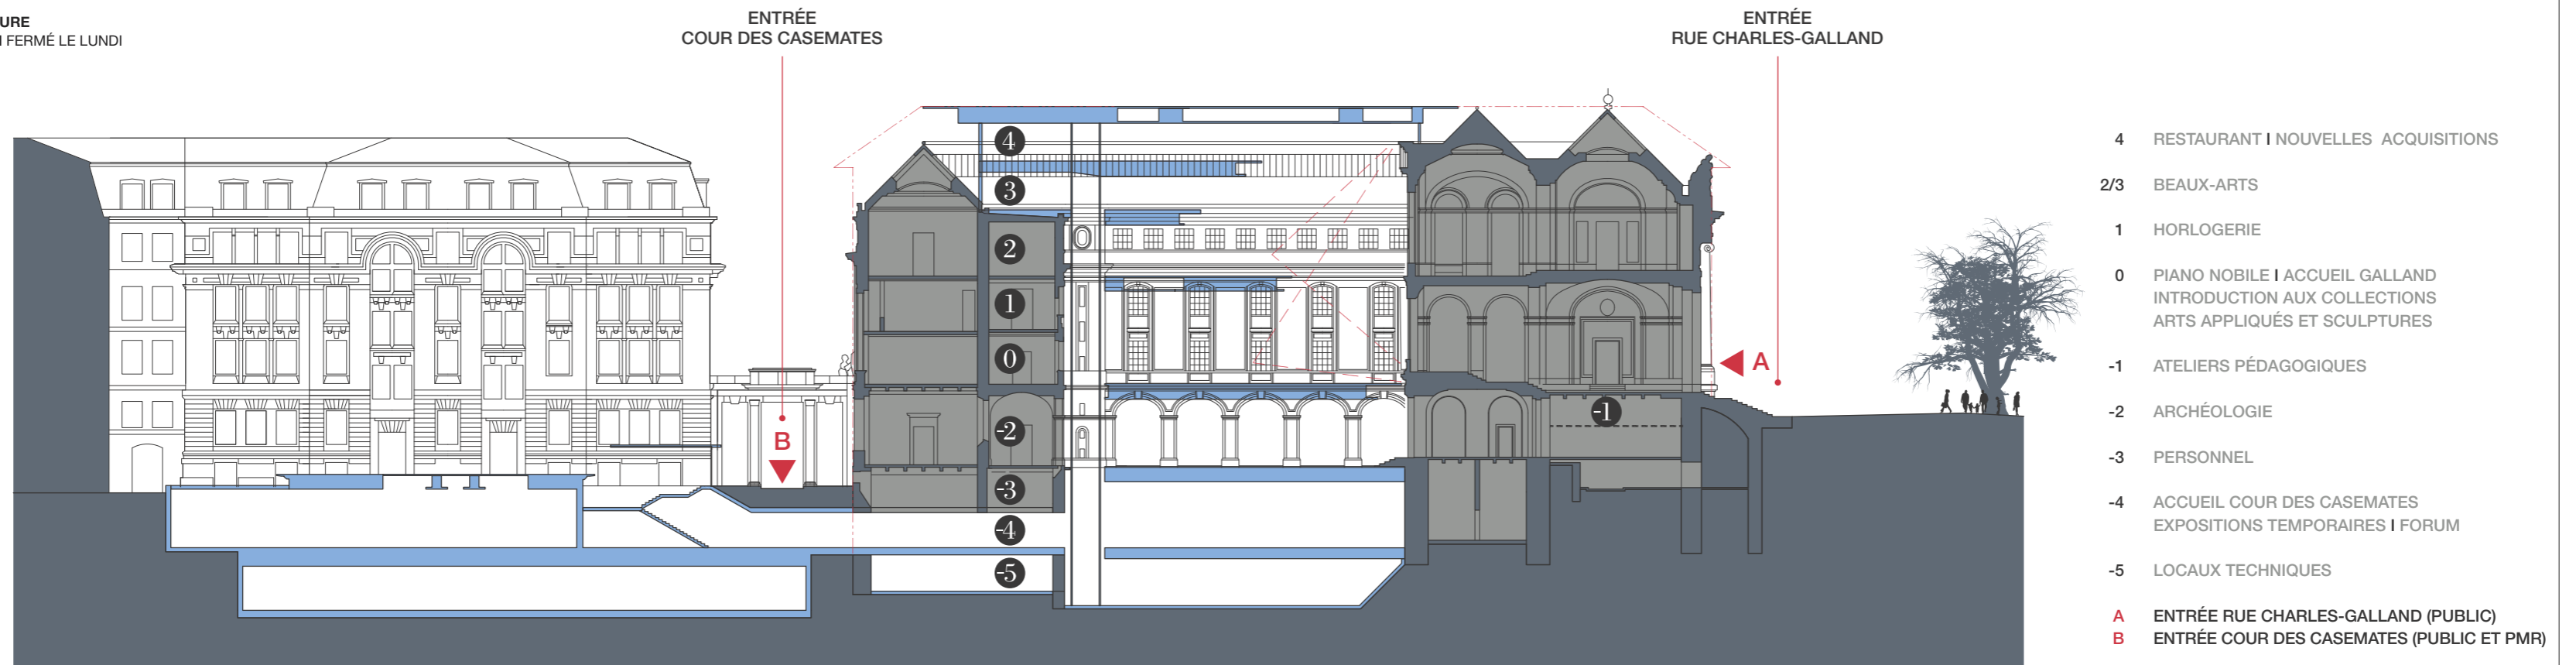 URE
FERMÉ LE LUNDI
ENTRÉE
COUR DES CASEMATES
ENTRÉE
RUE CHARLES-GALLAND
4
3
2
1
0
-1
-2
-3
-4
-5
A
B
4 RESTAURANT I NOUVELLES ACQUISITIONS
2/3 BEAUX-ARTS
1 HORLOGERIE
0 PIANO NOBILE I ACCUEIL GALLAND
INTRODUCTION AUX COLLECTIONS
ARTS APPLIQUÉS ET SCULPTURES
-1 ATELIERS PÉDAGOGIQUES
-2 ARCHÉOLOGIE
-3 PERSONNEL
-4 ACCUEIL COUR DES CASEMATES
EXPOSITIONS TEMPORAIRES I FORUM
-5 LOCAUX TECHNIQUES
A ENTRÉE RUE CHARLES-GALLAND (PUBLIC)
B ENTRÉE COUR DES CASEMATES (PUBLIC ET PMR)